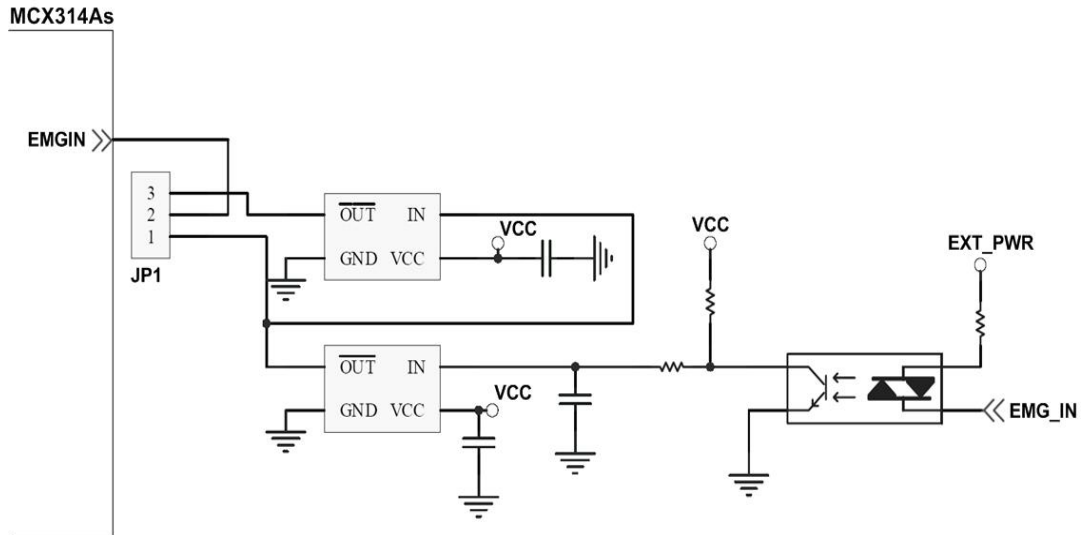 MCX314As
EMGIN
3
2
1
JP1
OUT IN
GND VCC
VCC
VCC
EXT_PWR
OUT IN
GND VCC
VCC
EMG_IN